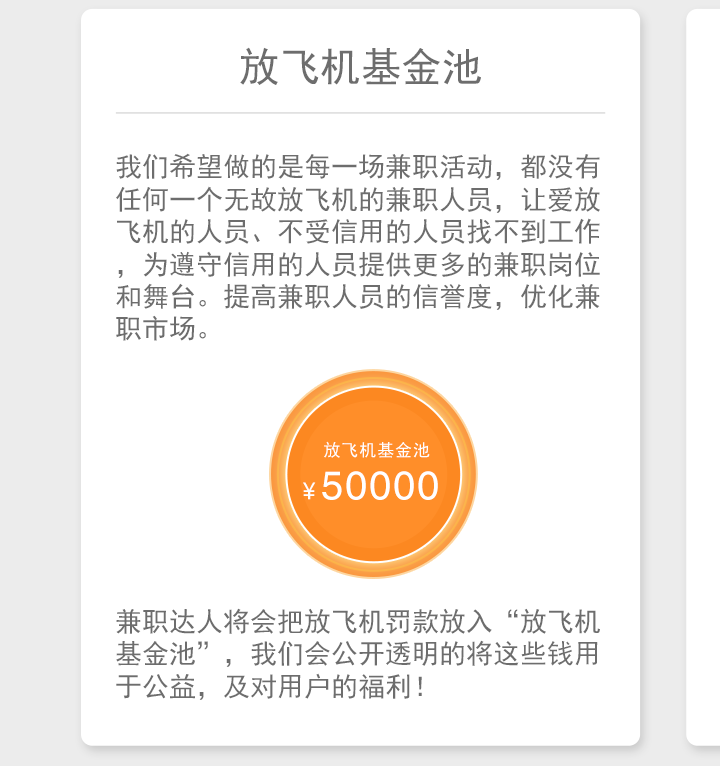 放飞机基金池
我们希望做的是每一场兼职活动，都没有
任何一个无故放飞机的兼职人员，让爱放
飞机的人员、不受信用的人员找不到工作
，为遵守信用的人员提供更多的兼职岗位
和舞台。提高兼职人员的信誉度，优化兼
职市场。
放飞机基金池
¥50000
兼职达人将会把放飞机罚款放入“放飞机
基金池”，我们会公开透明的将这些钱用
于公益，及对用户的福利！